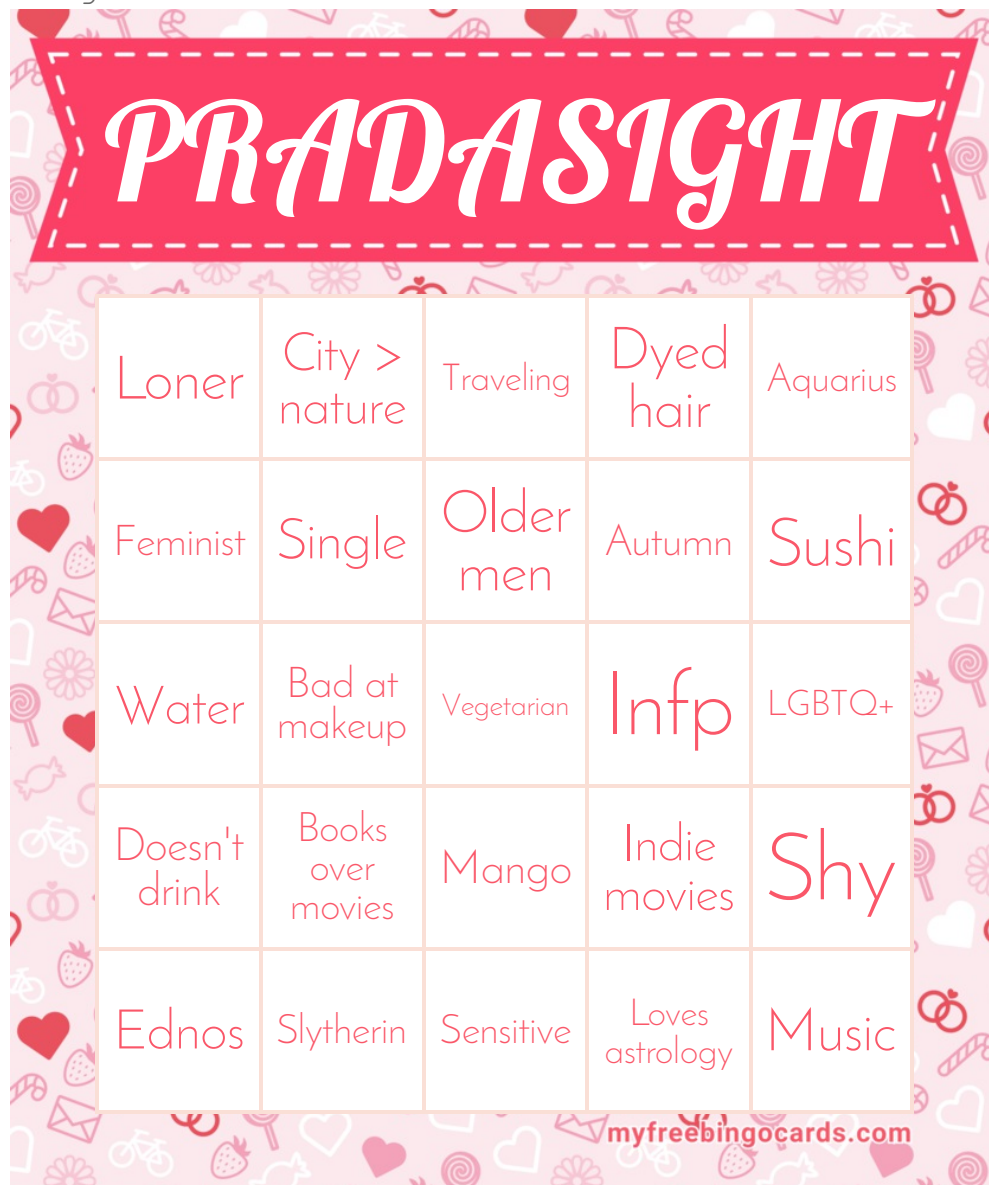 PRADASIGHT
Loner
City >
nature
Traveling
Dyed
hair
Aquarius
Feminist
Single
Older
men
Autumn
Sushi
Water
Bad at
makeup
Vegetarian
Infp
LGBTQ+
Doesn't
drink
Books
over
movies
Mango
Indie
movies
Shy
Ednos
Slytherin
Sensitive
Loves
astrology
Music
myfreebingocards.com